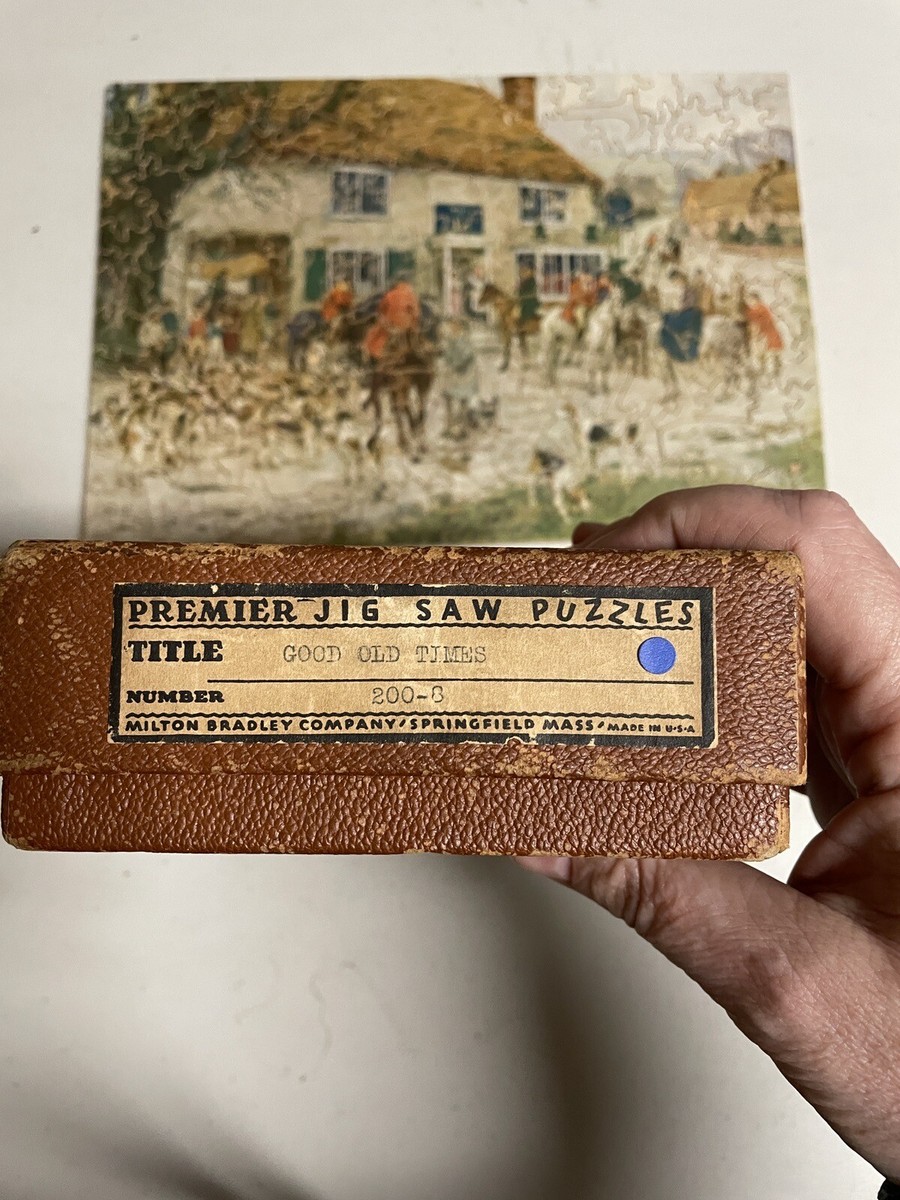 PREMIER JIG SAW PUZZLES
TITLE GOOD OLD TIMES
NUMBER 200-8
MILTON BRADLEY COMPANY/SPRINGFIELD MASS/MADE IN U·S·A